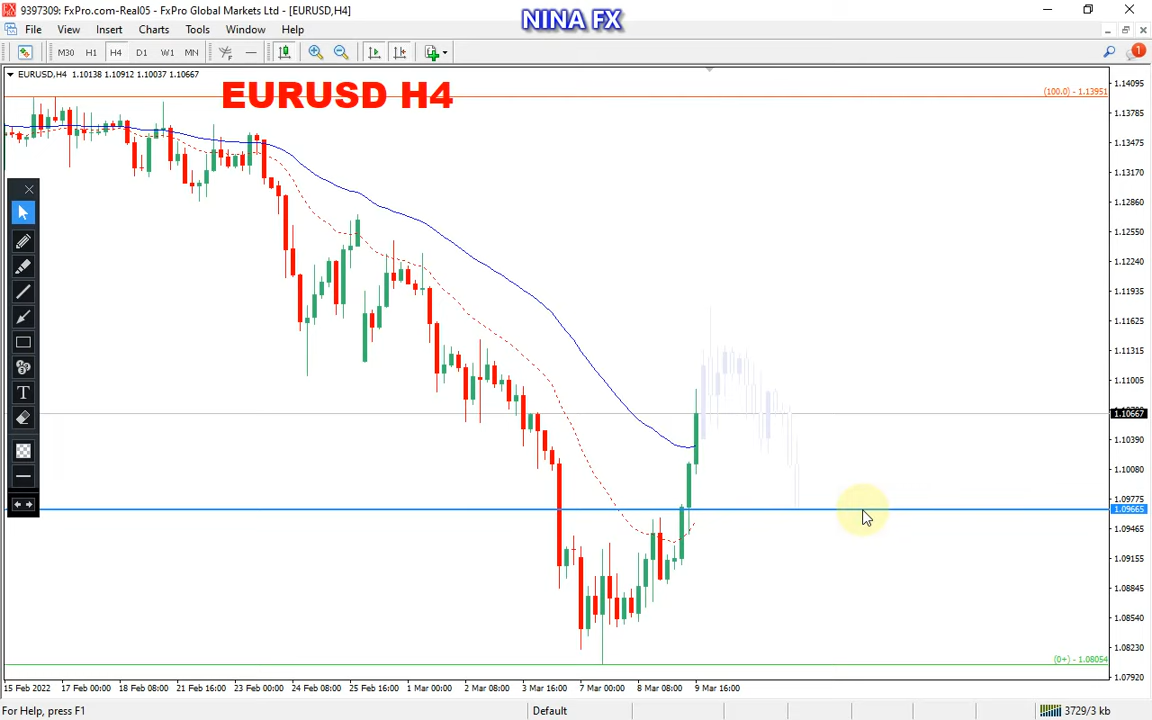 9397309: FxPro.com-Real05 - FxPro Global Markets Ltd - [EURUSD,H4]
NINA FX
File View Insert Charts Tools Window Help
M30 H1 H4 D1 W1 MN
1
EURUSD,H4 1.10138 1.10912 1.10037 1.10667
EURUSD H4
(100.0) - 1.13951
1.14095
1.13785
1.13475
1.13170
1.12860
1.12550
1.12240
1.11935
1.11625
1.11315
1.11005
1.10667
1.10390
1.10080
1.09775
1.09665
1.09465
1.09155
1.08845
1.08540
1.08230
(0+) - 1.08054
1.07920
T
15 Feb 2022 17 Feb 00:00 18 Feb 08:00 21 Feb 16:00 23 Feb 00:00 24 Feb 08:00 25 Feb 16:00 1 Mar 00:00 2 Mar 08:00 3 Mar 16:00 7 Mar 00:00 8 Mar 08:00 9 Mar 16:00
For Help, press F1
Default
3729/3 kb